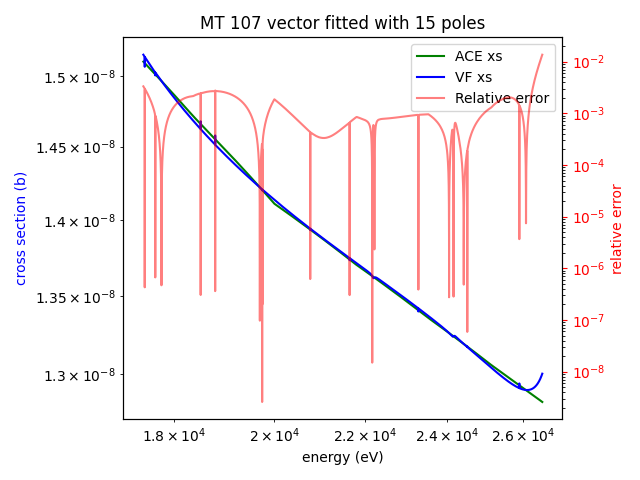 MT 107 vector fitted with 15 poles
ACE xs
VF xs
Relative error
1.5 × 10⁻⁸
1.45 × 10⁻⁸
1.4 × 10⁻⁸
1.35 × 10⁻⁸
1.3 × 10⁻⁸
cross section (b)
10⁻²
10⁻³
10⁻⁴
10⁻⁵
10⁻⁶
10⁻⁷
10⁻⁸
relative error
1.8 × 10⁴ 2 × 10⁴ 2.2 × 10⁴ 2.4 × 10⁴ 2.6 × 10⁴
energy (eV)